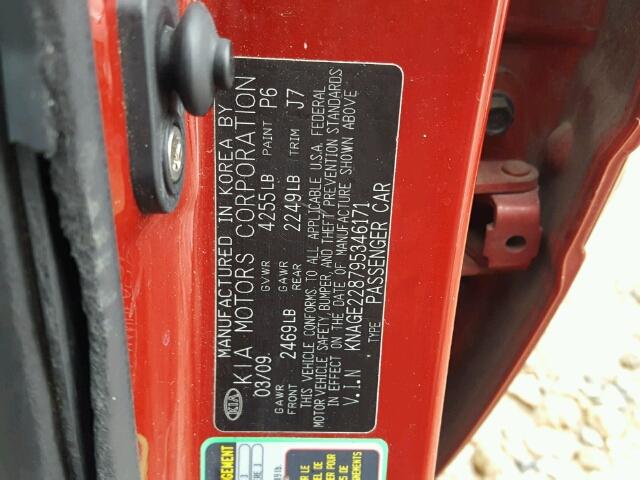 MANUFACTURED IN KOREA BY
KIA MOTORS CORPORATION
03/09 GVWR 4255LB PAINT P6
GAWR FRONT 2469LB GAWR REAR 2249LB TRIM J7
THIS VEHICLE CONFORMS TO ALL APPLICABLE U.S.A. FEDERAL
MOTOR VEHICLE SAFETY, BUMPER, AND THEFT PREVENTION STANDARDS
IN EFFECT ON THE DATE OF MANUFACTURE SHOWN ABOVE
V.I.N KNAGE228795346171
TYPE PASSENGER CAR
KIA